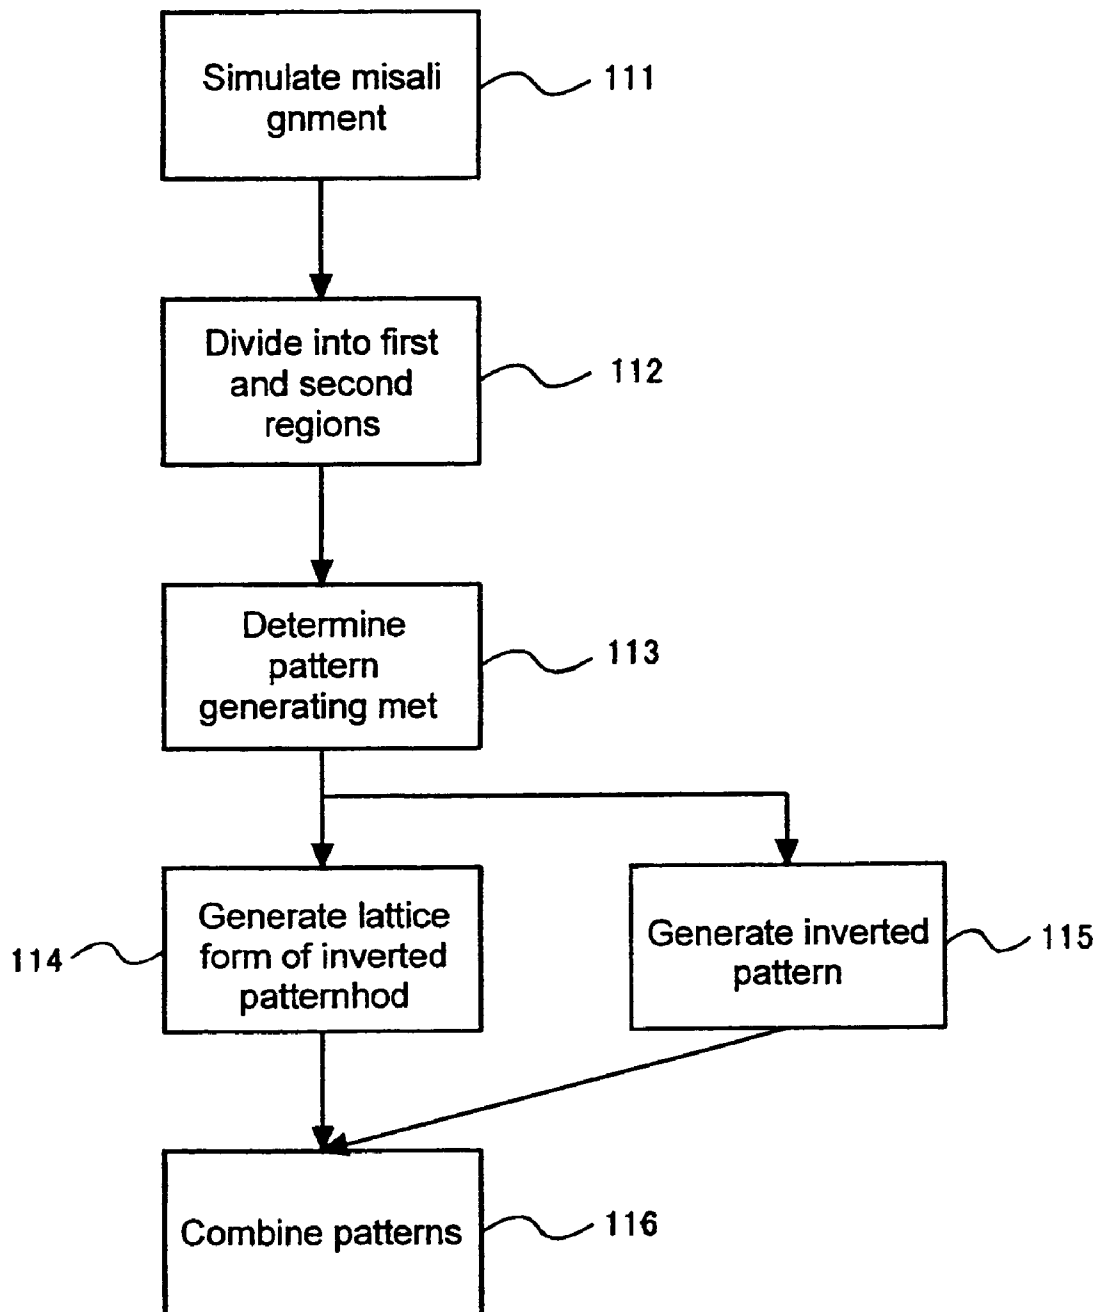 Simulate misali
gnment
111
Divide into first
and second
regions
112
Determine
pattern
generating met
113
Generate lattice
form of inverted
patternhod
114
Generate inverted
pattern
115
Combine patterns
116